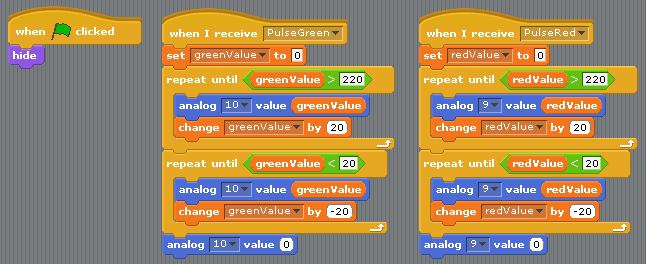 when clicked
hide
when I receive PulseGreen
set greenValue to 0
repeat until greenValue > 220
analog 10 value greenValue
change greenValue by 20
repeat until greenValue < 20
analog 10 value greenValue
change greenValue by -20
analog 10 value 0
when I receive PulseRed
set redValue to 0
repeat until redValue > 220
analog 9 value redValue
change redValue by 20
repeat until redValue < 20
analog 9 value redValue
change redValue by -20
analog 9 value 0